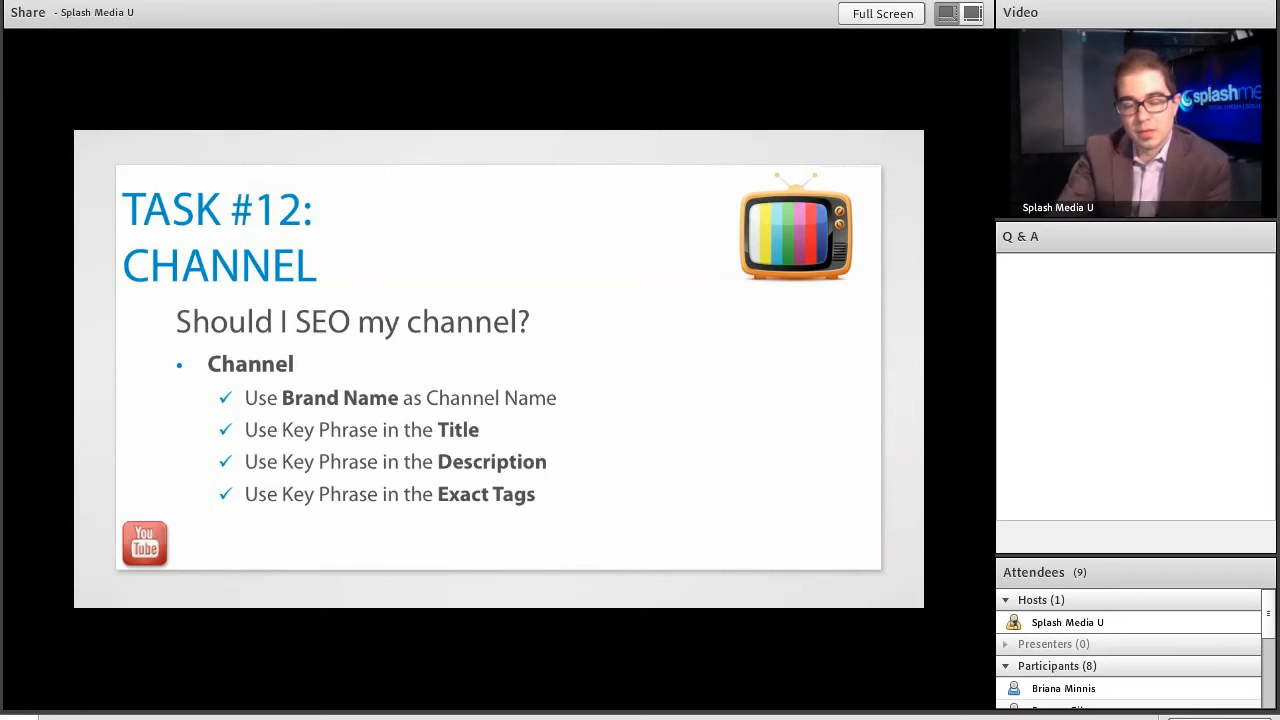 Share - Splash Media U
Full Screen
Video
TASK #12:
CHANNEL
Should I SEO my channel?
• Channel
✓ Use Brand Name as Channel Name
✓ Use Key Phrase in the Title
✓ Use Key Phrase in the Description
✓ Use Key Phrase in the Exact Tags
You
Tube
splashme
Splash Media U
Q & A
Attendees (9)
Hosts (1)
Splash Media U
Presenters (0)
Participants (8)
Briana Minnis